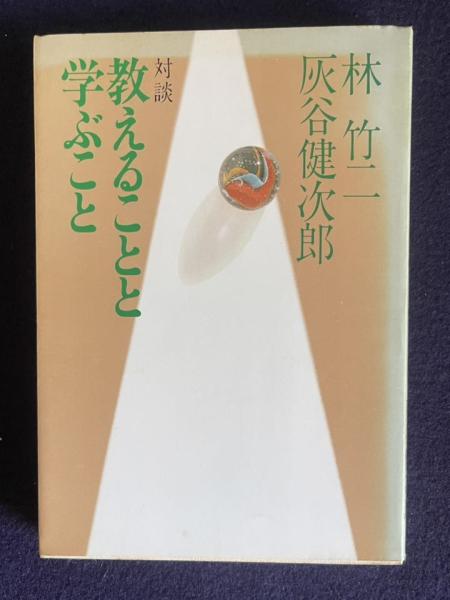 林 竹二
灰谷健次郎
対談
教えることと
学ぶこと